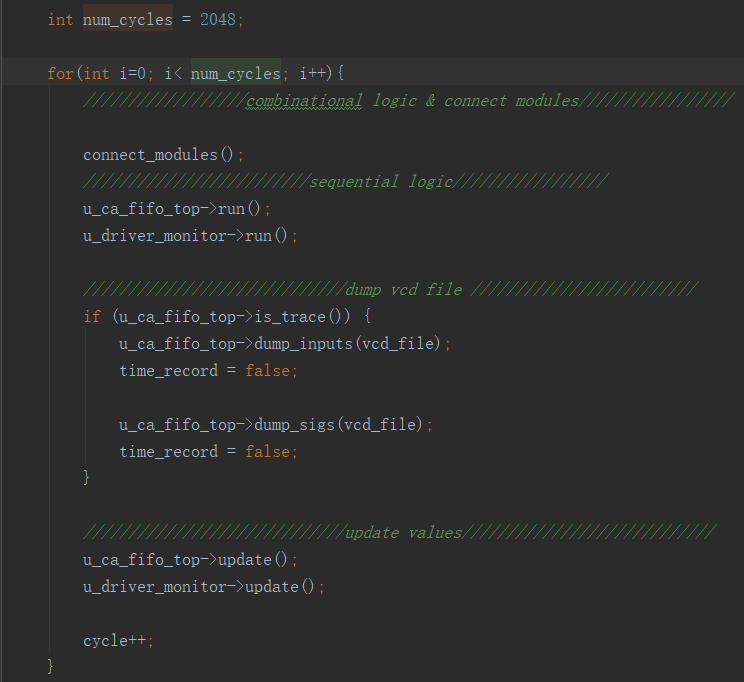 int num_cycles = 2048;
for(int i=0; i< num_cycles; i++){
///////////////////combinational logic & connect modules/////////////////
connect_modules();
//////////////////////////sequential logic/////////////////
u_ca_fifo_top->run();
u_driver_monitor->run();
//////////////////////////////dump vcd file //////////////////////////
if (u_ca_fifo_top->is_trace()) {
u_ca_fifo_top->dump_inputs(vcd_file);
time_record = false;
u_ca_fifo_top->dump_sigs(vcd_file);
time_record = false;
}
//////////////////////////////update values/////////////////////////////
u_ca_fifo_top->update();
u_driver_monitor->update();
cycle++;
}